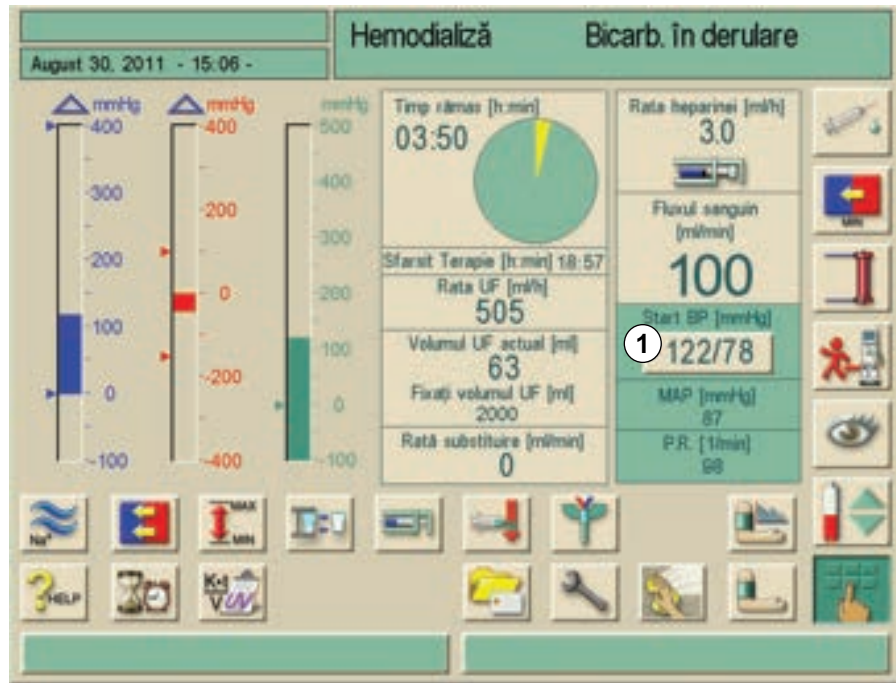 Hemodializă Bicarb. în derulare
August 30, 2011 - 15:06 -
mmHg mmHg mmHg
400 400 500
300 200 400
200 0 300
100 -200 200
0 -400 100
-100 0
-100
Timp rămas [h:min]
03:50
Sfarsit Terapie [h:min] 18:57
Rata UF [ml/h]
505
Volumul UF actual [ml]
63
Fixați volumul UF [ml]
2000
Rată substituire [ml/min]
0
Rata heparinei [ml/h]
3.0
Fluxul sanguin
[ml/min]
100
Start BP [mmHg]
1 122/78
MAP [mmHg]
87
P.R. [1/min]
98
MIN
Na+
MAX
MIN
HELP
K•t
V UV